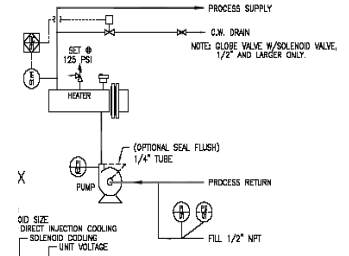 PROCESS SUPPLY
C.W. DRAIN
NOTE: GLOBE VALVE W/SOLENOID VALVE,
1/2" AND LARGER ONLY.
SET @
125 PSI
HEATER
(OPTIONAL SEAL FLUSH)
1/4" TUBE
PUMP
PROCESS RETURN
FILL 1/2" NPT
X
OID SIZE
DIRECT INJECTION COOLING
SOLENOID COOLING
UNIT VOLTAGE